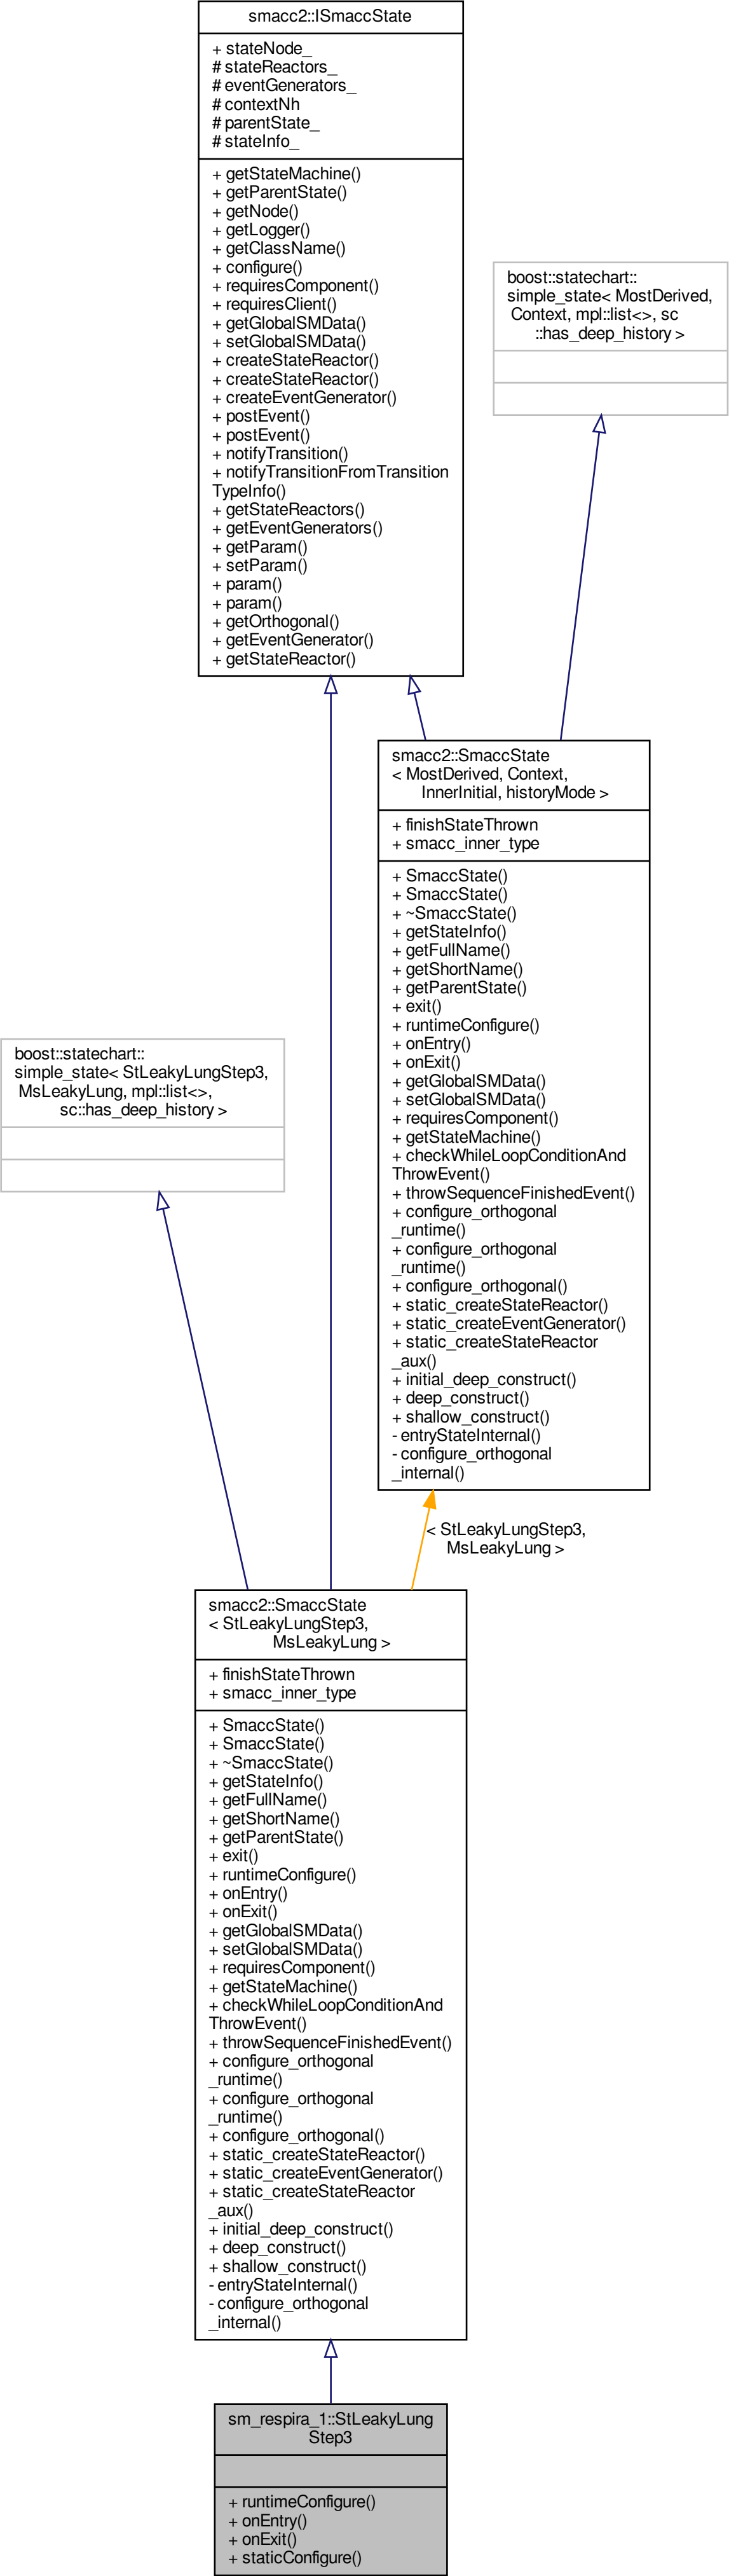 smacc2::ISmaccState
+ stateNode_
# stateReactors_
# eventGenerators_
# contextNh
# parentState_
# stateInfo_
+ getStateMachine()
+ getParentState()
+ getNode()
+ getLogger()
+ getClassName()
+ configure()
+ requiresComponent()
+ requiresClient()
+ getGlobalSMData()
+ setGlobalSMData()
+ createStateReactor()
+ createStateReactor()
+ createEventGenerator()
+ postEvent()
+ postEvent()
+ notifyTransition()
+ notifyTransitionFromTransition
TypeInfo()
+ getStateReactors()
+ getEventGenerators()
+ getParam()
+ setParam()
+ param()
+ param()
+ getOrthogonal()
+ getEventGenerator()
+ getStateReactor()
boost::statechart::
simple_state< MostDerived,
Context, mpl::list<>, sc
::has_deep_history >
smacc2::SmaccState
< MostDerived, Context,
InnerInitial, historyMode >
+ finishStateThrown
+ smacc_inner_type
+ SmaccState()
+ SmaccState()
+ ~SmaccState()
+ getStateInfo()
+ getFullName()
+ getShortName()
+ getParentState()
+ exit()
+ runtimeConfigure()
+ onEntry()
+ onExit()
+ getGlobalSMData()
+ setGlobalSMData()
+ requiresComponent()
+ getStateMachine()
+ checkWhileLoopConditionAnd
ThrowEvent()
+ throwSequenceFinishedEvent()
+ configure_orthogonal
_runtime()
+ configure_orthogonal
_runtime()
+ configure_orthogonal()
+ static_createStateReactor()
+ static_createEventGenerator()
+ static_createStateReactor
_aux()
+ initial_deep_construct()
+ deep_construct()
+ shallow_construct()
- entryStateInternal()
- configure_orthogonal
_internal()
boost::statechart::
simple_state< StLeakyLungStep3,
MsLeakyLung, mpl::list<>,
sc::has_deep_history >
< StLeakyLungStep3,
MsLeakyLung >
smacc2::SmaccState
< StLeakyLungStep3,
MsLeakyLung >
+ finishStateThrown
+ smacc_inner_type
+ SmaccState()
+ SmaccState()
+ ~SmaccState()
+ getStateInfo()
+ getFullName()
+ getShortName()
+ getParentState()
+ exit()
+ runtimeConfigure()
+ onEntry()
+ onExit()
+ getGlobalSMData()
+ setGlobalSMData()
+ requiresComponent()
+ getStateMachine()
+ checkWhileLoopConditionAnd
ThrowEvent()
+ throwSequenceFinishedEvent()
+ configure_orthogonal
_runtime()
+ configure_orthogonal
_runtime()
+ configure_orthogonal()
+ static_createStateReactor()
+ static_createEventGenerator()
+ static_createStateReactor
_aux()
+ initial_deep_construct()
+ deep_construct()
+ shallow_construct()
- entryStateInternal()
- configure_orthogonal
_internal()
sm_respira_1::StLeakyLung
Step3
+ runtimeConfigure()
+ onEntry()
+ onExit()
+ staticConfigure()